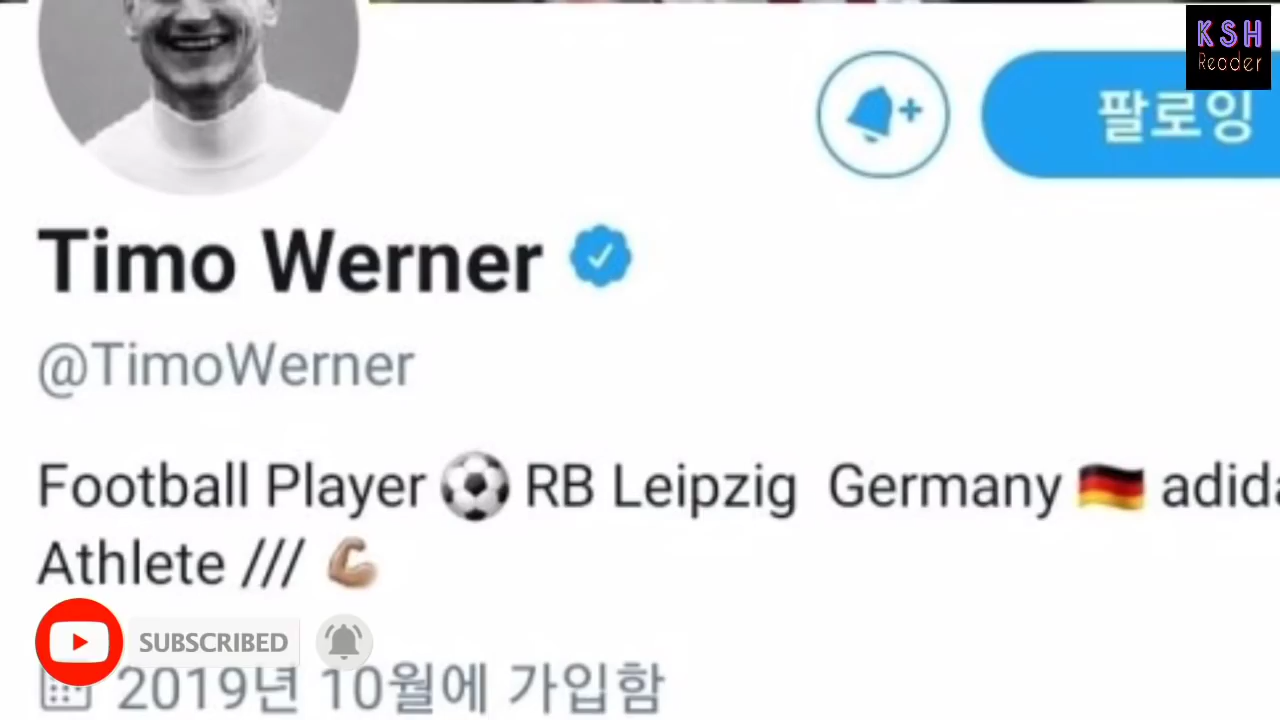 KSH
Reader
팔로잉
Timo Werner
@TimoWerner
Football Player RB Leipzig Germany
Athlete ///
SUBSCRIBED
2019년 10월에 가입함